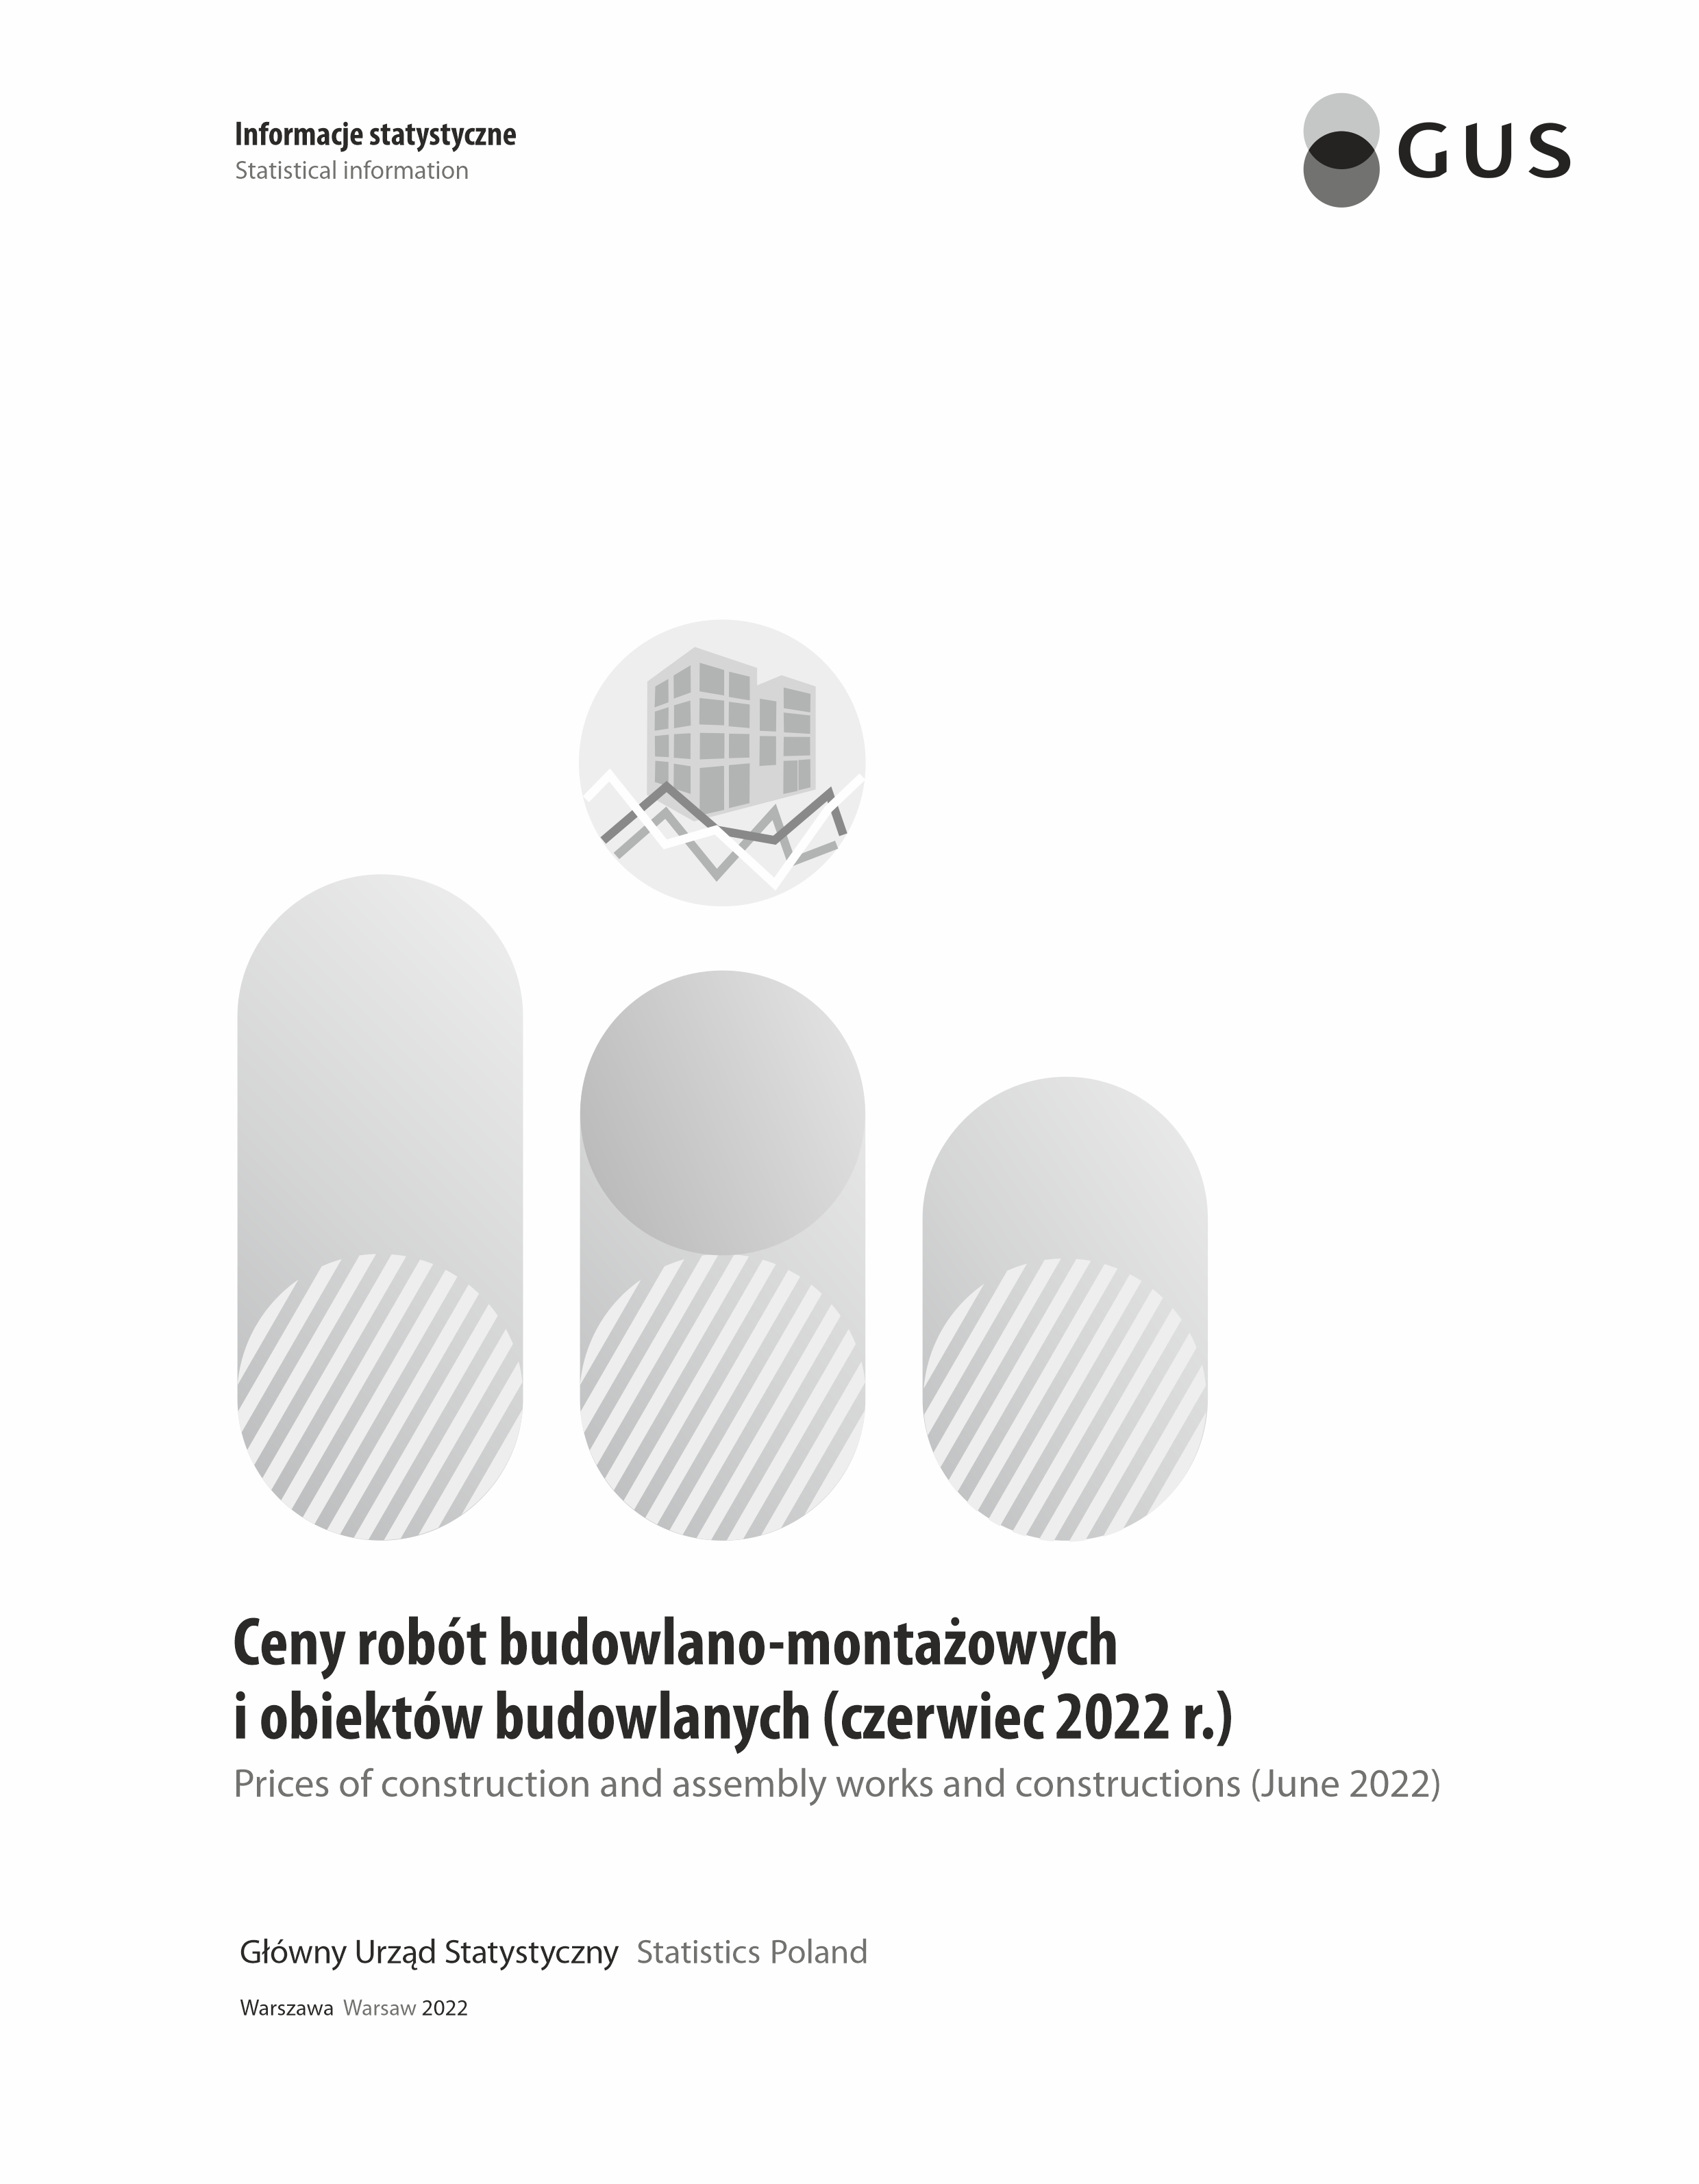 Informacje statystyczne
Statistical information
GUS
Ceny robót budowlano-montażowych
i obiektów budowlanych (czerwiec 2022 r.)
Prices of construction and assembly works and constructions (June 2022)
Główny Urząd Statystyczny Statistics Poland
Warszawa Warsaw 2022